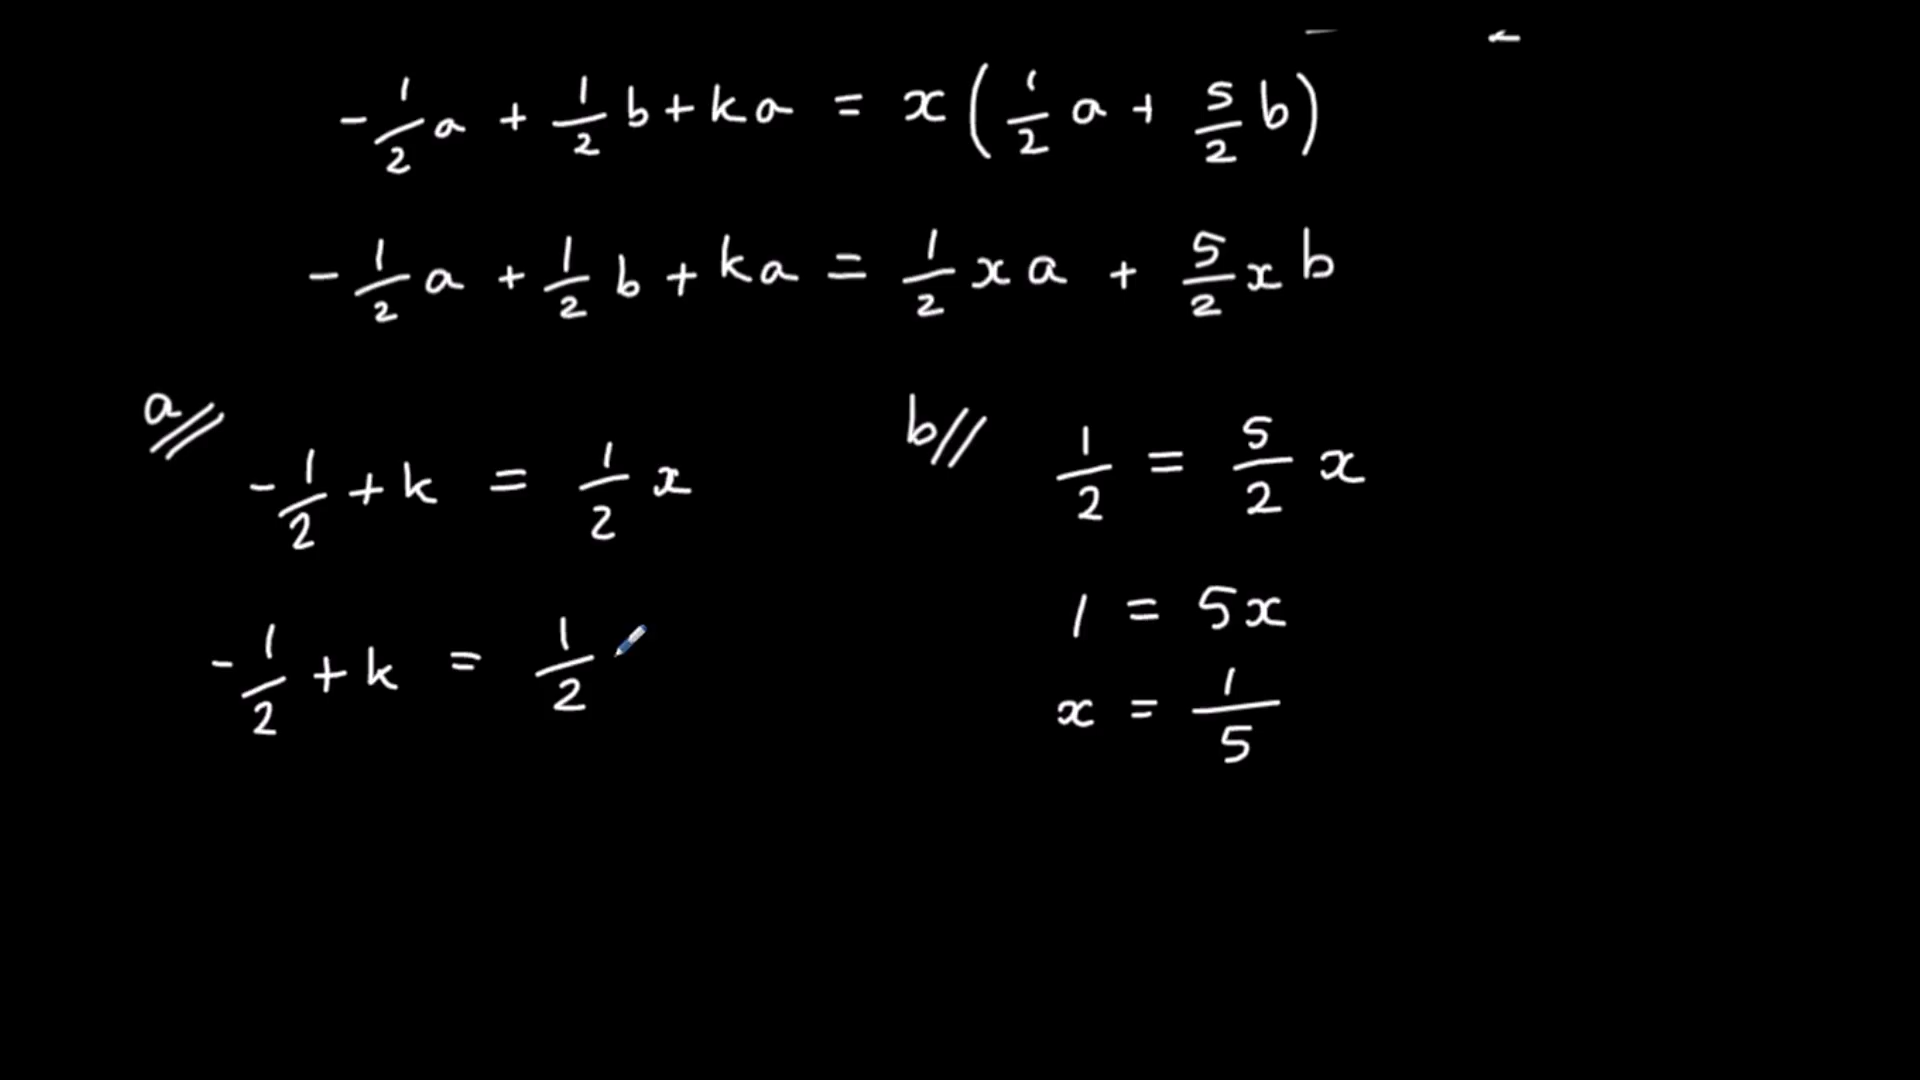 -1/2 a + 1/2 b + ka = x(1/2 a + 5/2 b)
-1/2 a + 1/2 b + ka = 1/2 xa + 5/2 xb
a//
-1/2 + k = 1/2 x
-1/2 + k = 1/2
b//
1/2 = 5/2 x
1 = 5x
x = 1/5